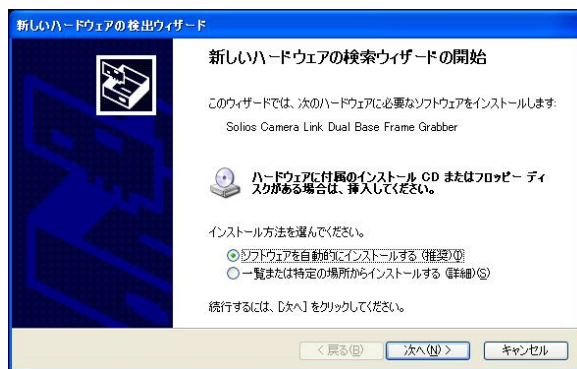 新しいハードウェアの検出ウィザード
新しいハードウェアの検索ウィザードの開始
このウィザードでは、次のハードウェアに必要なソフトウェアをインストールします:
Solios Camera Link Dual Base Frame Grabber
ハードウェアに付属のインストール CD またはフロッピー ディ
スクがある場合は、挿入してください。
インストール方法を選んでください。
ソフトウェアを自動的にインストールする (推奨)(I)
一覧または特定の場所からインストールする (詳細)(S)
続行するには、[次へ] をクリックしてください。
< 戻る(B) 次へ(N) > キャンセル